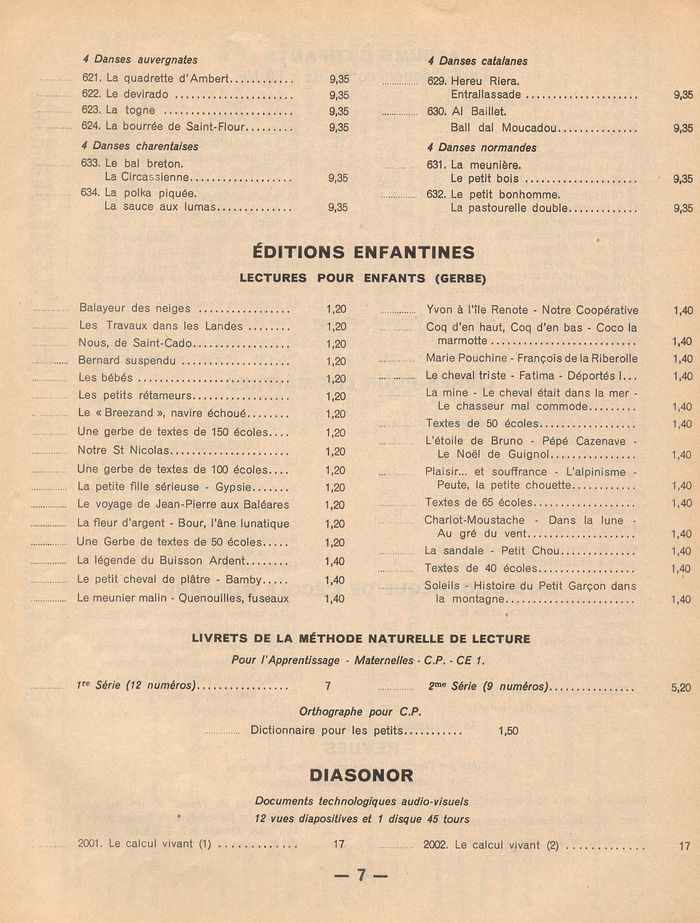 4 Danses auvergnates
621. La quadrette d'Ambert............ 9,35
622. Le devirado ...................... 9,35
623. La togne ........................ 9,35
624. La bourrée de Saint-Flour......... 9,35
4 Danses charentaises
633. Le bal breton.
La Circassienne................... 9,35
634. La polka piquée.
La sauce aux lumas.............. 9,35
4 Danses catalanes
629. Hereu Riera.
Entrallassade ..................... 9,35
630. Al Baillet.
Ball dal Moucadou............... 9,35
4 Danses normandes
631. La meunière.
Le petit bois ..................... 9,35
632. Le petit bonhomme.
La pastourelle double............. 9,35
ÉDITIONS ENFANTINES
LECTURES POUR ENFANTS (GERBE)
Balayeur des neiges ................. 1,20
Les Travaux dans les Landes ........ 1,20
Nous, de Saint-Cado.................. 1,20
Bernard suspendu .................... 1,20
Les bébés ............................ 1,20
Les petits rétameurs.................. 1,20
Le « Breezand », navire échoué........ 1,20
Une gerbe de textes de 150 écoles.... 1,20
Notre St Nicolas...................... 1,20
Une gerbe de textes de 100 écoles.... 1,20
La petite fille sérieuse - Gypsie....... 1,20
Le voyage de Jean-Pierre aux Baléares 1,20
La fleur d'argent - Bour, l'âne lunatique 1,20
Une Gerbe de textes de 50 écoles..... 1,20
La légende du Buisson Ardent........ 1,40
Le petit cheval de plâtre - Bamby..... 1,40
Le meunier malin - Quenouilles, fuseaux 1,40
Yvon à l'île Renote - Notre Coopérative 1,40
Coq d'en haut, Coq d'en bas - Coco la
marmotte ........................... 1,40
Marie Pouchine - François de la Riberolle 1,40
Le cheval triste - Fatima - Déportés I... 1,40
La mine - Le cheval était dans la mer -
Le chasseur mal commode......... 1,40
Textes de 50 écoles................... 1,40
L'étoile de Bruno - Pépé Cazenave -
Le Noël de Guignol................ 1,40
Plaisir... et souffrance - L'alpinisme -
Peute, la petite chouette............ 1,40
Textes de 65 écoles................... 1,40
Charlot-Moustache - Dans la lune -
Au gré du vent.................... 1,40
La sandale - Petit Chou.............. 1,40
Textes de 40 écoles................... 1,40
Soleils - Histoire du Petit Garçon dans
la montagne........................ 1,40
LIVRETS DE LA MÉTHODE NATURELLE DE LECTURE
Pour l'Apprentissage - Maternelles - C.P. - CE 1.
1re Série (12 numéros)................ 7
2me Série (9 numéros)............... 5,20
Orthographe pour C.P.
Dictionnaire pour les petits........... 1,50
DIASONOR
Documents technologiques audio-visuels
12 vues diapositives et 1 disque 45 tours
2001. Le calcul vivant (1) .............. 17
2002. Le calcul vivant (2) .............. 17
— 7 —